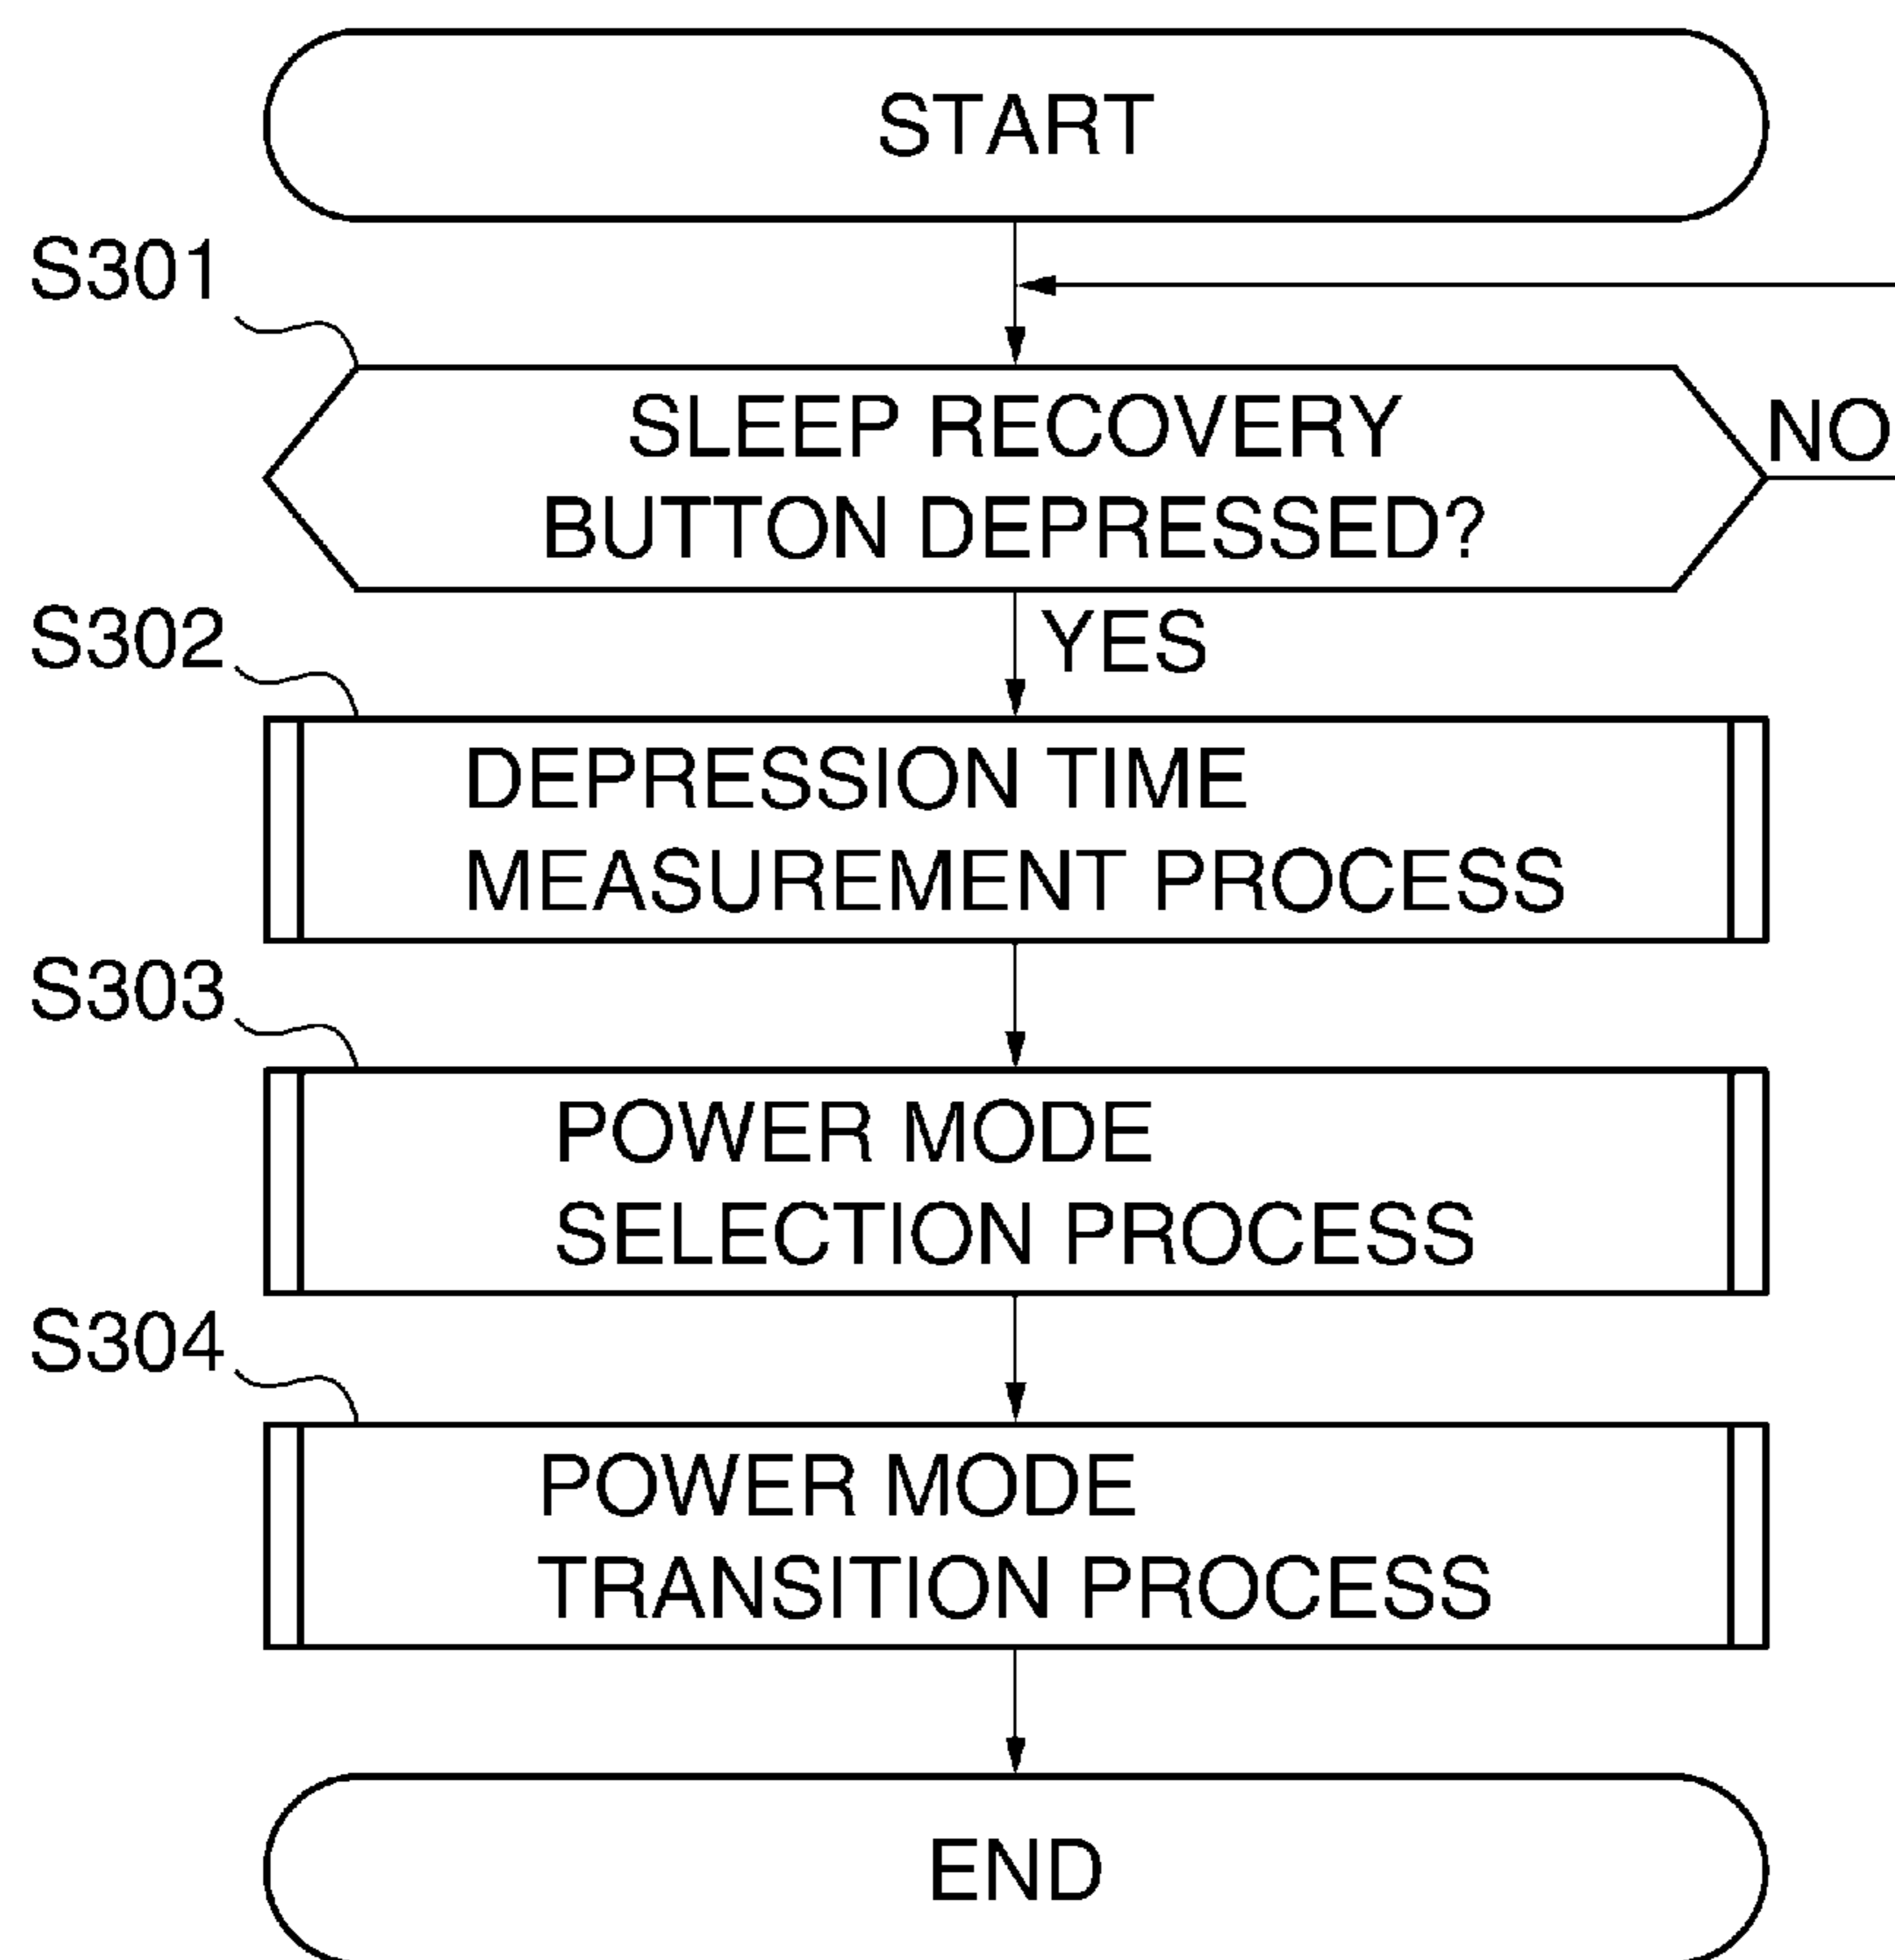 START
S301
SLEEP RECOVERY
BUTTON DEPRESSED?
NO
YES
S302
DEPRESSION TIME
MEASUREMENT PROCESS
S303
POWER MODE
SELECTION PROCESS
S304
POWER MODE
TRANSITION PROCESS
END